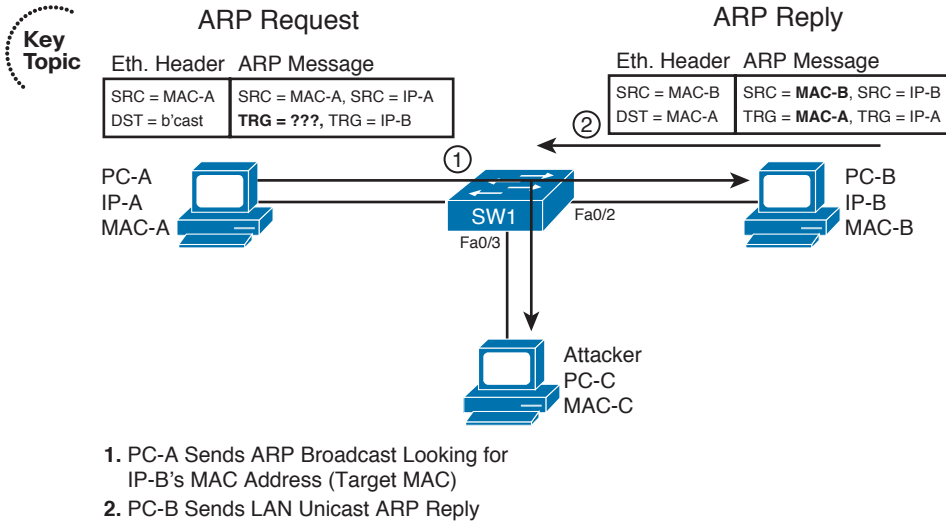 Key
Topic
ARP Request
Eth. Header ARP Message
SRC = MAC-A SRC = MAC-A, SRC = IP-A
DST = b'cast TRG = ???, TRG = IP-B
ARP Reply
Eth. Header ARP Message
SRC = MAC-B SRC = MAC-B, SRC = IP-B
DST = MAC-A TRG = MAC-A, TRG = IP-A
2
1
PC-A
IP-A
MAC-A
SW1
Fa0/2
Fa0/3
PC-B
IP-B
MAC-B
Attacker
PC-C
MAC-C
1. PC-A Sends ARP Broadcast Looking for
IP-B's MAC Address (Target MAC)
2. PC-B Sends LAN Unicast ARP Reply